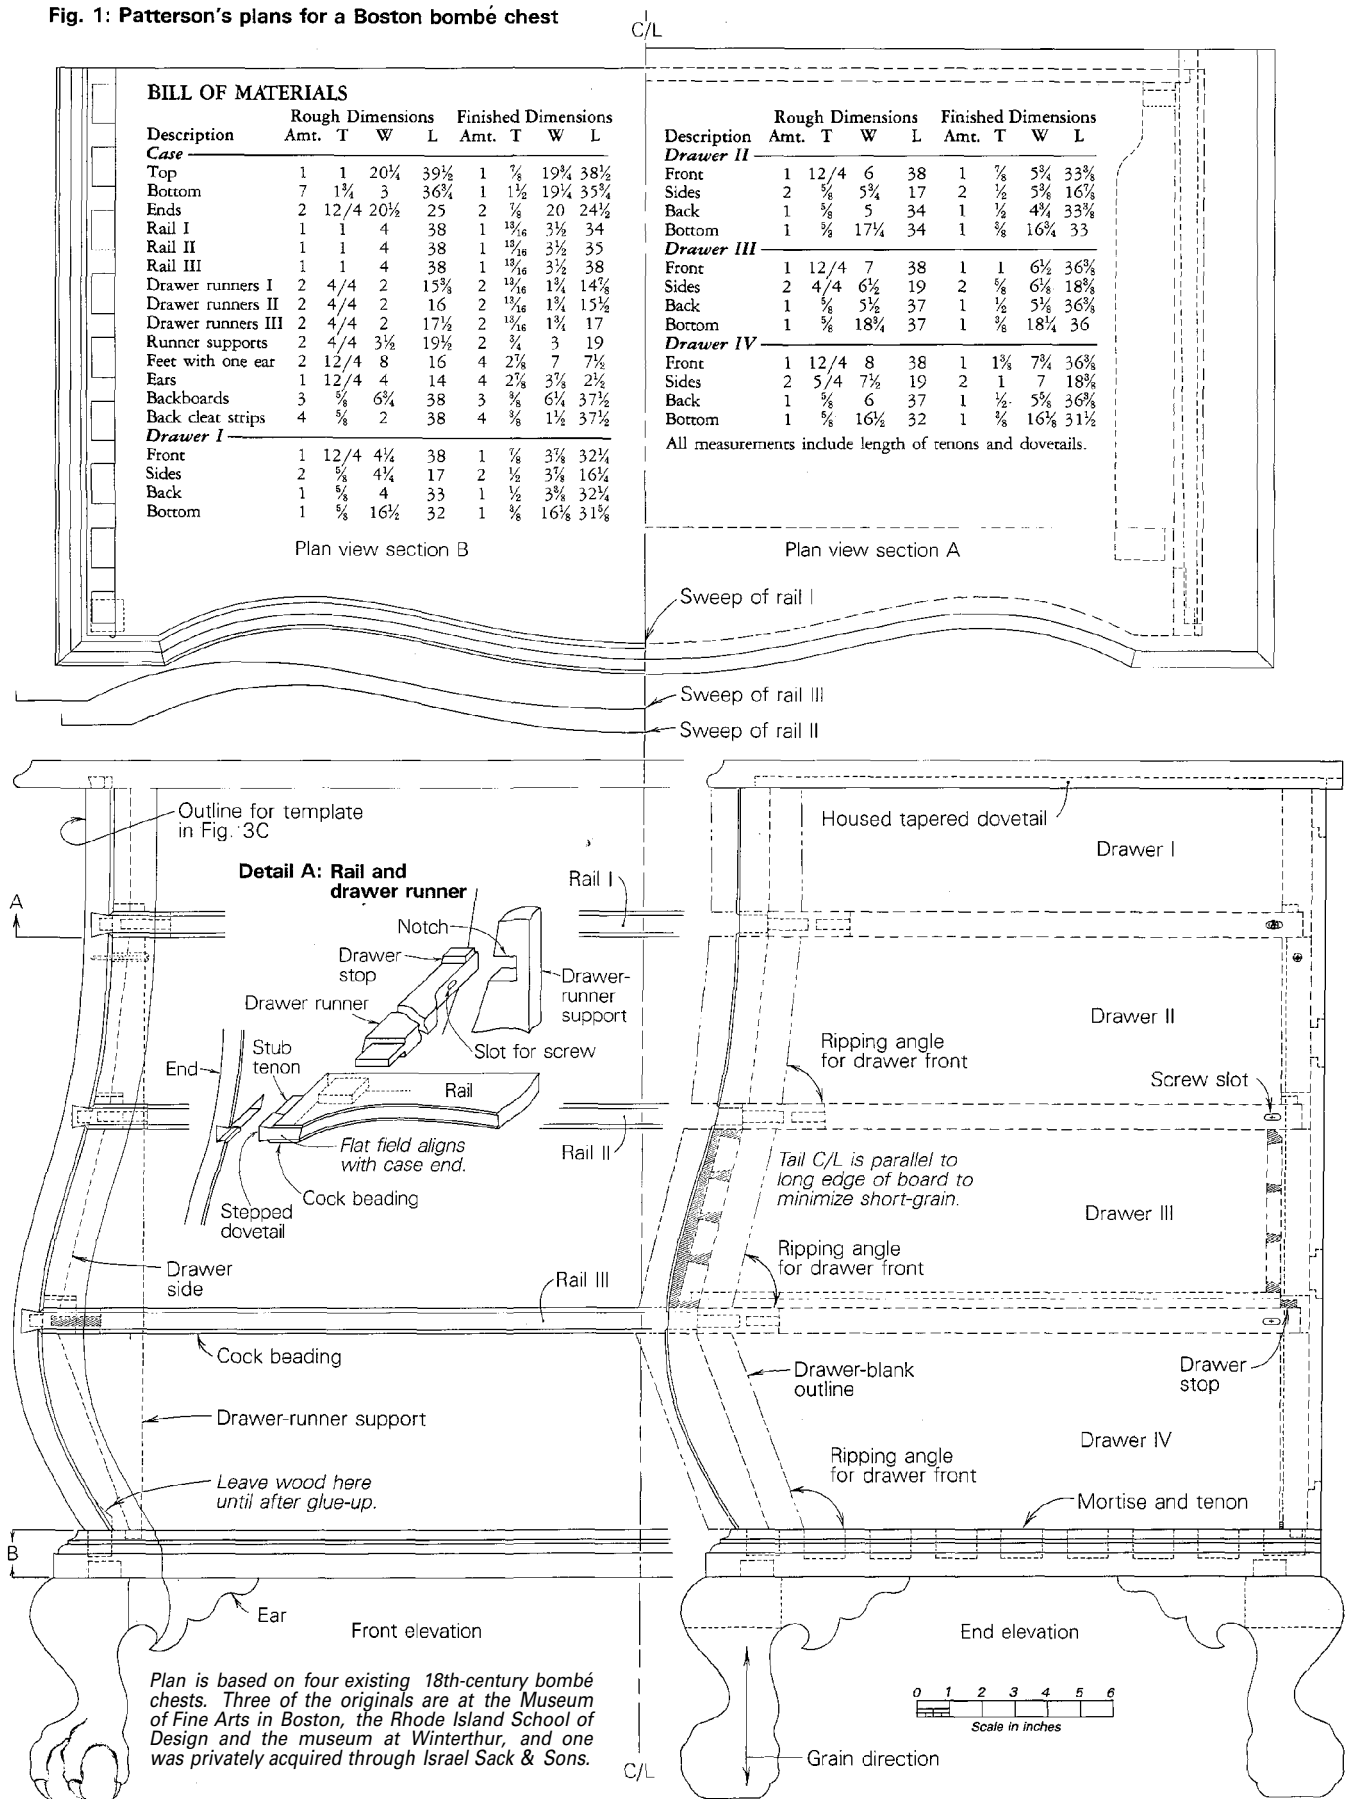 Fig. 1: Patterson's plans for a Boston bombé chest
C/L
BILL OF MATERIALS
Rough Dimensions Finished Dimensions
Description Amt. T W L Amt. T W L
Case
Top 1 1 20¼ 39½ 1 ⅞ 19¾ 38½
Bottom 7 1¾ 3 36¾ 1 1½ 19¼ 35¾
Ends 2 12/4 20½ 25 2 ⅞ 20 24½
Rail I 1 1 4 38 1 13/16 3½ 34
Rail II 1 1 4 38 1 13/16 3½ 35
Rail III 1 1 4 38 1 13/16 3½ 38
Drawer runners I 2 4/4 2 15⅜ 2 13/16 1¾ 14⅞
Drawer runners II 2 4/4 2 16 2 13/16 1¾ 15½
Drawer runners III 2 4/4 2 17½ 2 13/16 1¾ 17
Runner supports 2 4/4 3½ 19½ 2 ¾ 3 19
Feet with one ear 2 12/4 8 16 4 2⅞ 7 7½
Ears 1 12/4 4 14 4 2⅞ 3⅞ 2½
Backboards 3 ⅝ 6¾ 38 3 ⅜ 6¼ 37½
Back cleat strips 4 ⅝ 2 38 4 ⅜ 1½ 37½
Drawer I
Front 1 12/4 4¼ 38 1 ⅞ 3⅞ 32¼
Sides 2 ⅝ 4¼ 17 2 ½ 3⅞ 16¼
Back 1 ⅝ 4 33 1 ½ 3⅜ 32¼
Bottom 1 ⅝ 16½ 32 1 ⅜ 16⅛ 31⅝
Rough Dimensions Finished Dimensions
Description Amt. T W L Amt. T W L
Drawer II
Front 1 12/4 6 38 1 ⅞ 5¾ 33⅜
Sides 2 ⅝ 5¾ 17 2 ½ 5⅜ 16⅞
Back 1 ⅝ 5 34 1 ½ 4¾ 33⅜
Bottom 1 ⅝ 17¼ 34 1 ⅜ 16¾ 33
Drawer III
Front 1 12/4 7 38 1 1 6½ 36⅜
Sides 2 4/4 6½ 19 2 ⅝ 6⅛ 18⅜
Back 1 ⅝ 5½ 37 1 ½ 5⅛ 36⅜
Bottom 1 ⅝ 18¾ 37 1 ⅜ 18¼ 36
Drawer IV
Front 1 12/4 8 38 1 1⅜ 7¾ 36⅜
Sides 2 5/4 7½ 19 2 1 7 18⅜
Back 1 ⅝ 6 37 1 ½ 5⅝ 36⅜
Bottom 1 ⅝ 16½ 32 1 ⅜ 16⅛ 31½
All measurements include length of tenons and dovetails.
Plan view section B
Plan view section A
Sweep of rail I
Sweep of rail III
Sweep of rail II
Outline for template
in Fig. 3C
Housed tapered dovetail
Drawer I
Detail A: Rail and
drawer runner
Rail I
A
Notch
Drawer
stop
Drawer-
runner
support
Drawer runner
Slot for screw
Stub
tenon
End
Rail
Flat field aligns
with case end.
Cock beading
Stepped
dovetail
Rail II
Drawer II
Ripping angle
for drawer front
Screw slot
Tail C/L is parallel to
long edge of board to
minimize short-grain.
Drawer III
Ripping angle
for drawer front
Drawer
side
Rail III
Cock beading
Drawer-blank
outline
Drawer
stop
Drawer-runner support
Drawer IV
Ripping angle
for drawer front
Leave wood here
until after glue-up.
Mortise and tenon
B
Ear
Front elevation
End elevation
Plan is based on four existing 18th-century bombé
chests. Three of the originals are at the Museum
of Fine Arts in Boston, the Rhode Island School of
Design and the museum at Winterthur, and one
was privately acquired through Israel Sack & Sons.
0 1 2 3 4 5 6
Scale in inches
Grain direction
C/L